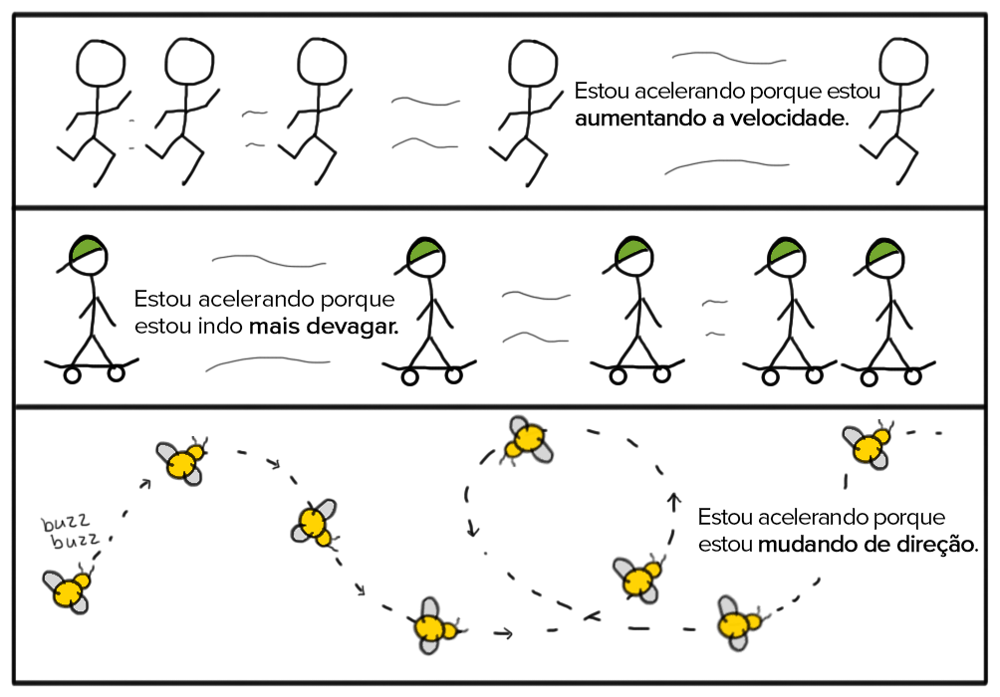 Estou acelerando porque estou
aumentando a velocidade.
Estou acelerando porque
estou indo mais devagar.
buzz
buzz
Estou acelerando porque
estou mudando de direção.